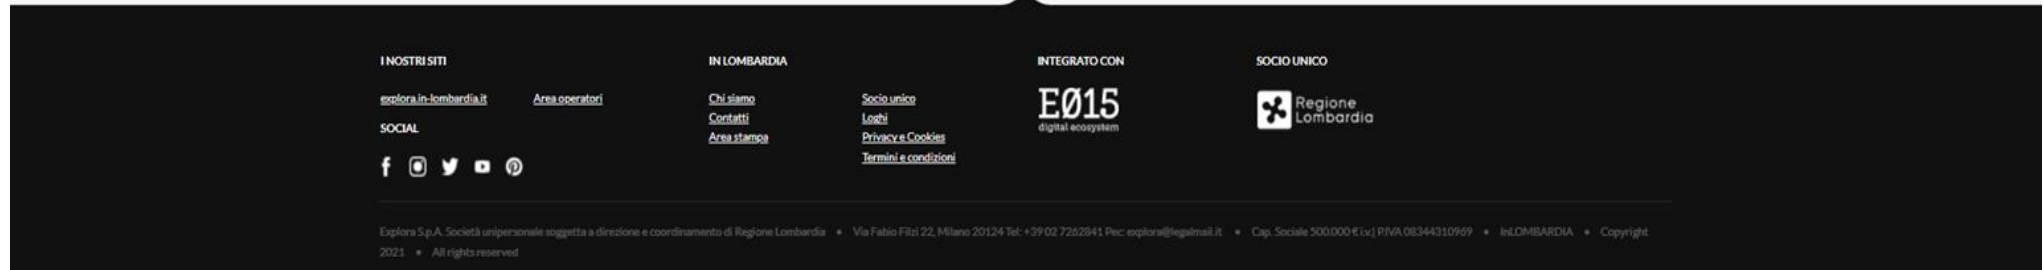 I NOSTRI SITI
explora.in-lombardia.it Area operatori
SOCIAL
IN LOMBARDIA
Chi siamo
Contatti
Area stampa
Socio unico
Loghi
Privacy e Cookies
Termini e condizioni
INTEGRATO CON
EØ15
digital ecosystem
SOCIO UNICO
Regione
Lombardia
Explora S.p.A. Società unipersonale soggetta a direzione e coordinamento di Regione Lombardia • Via Fabio Filzi 22, Milano 20124 Tel: +39 02 7262841 Pec: explora@legalmail.it • Cap. Sociale 500.000 € i.v.| P.IVA 08344310969 • InLOMBARDIA • Copyright
2021 • All rights reserved